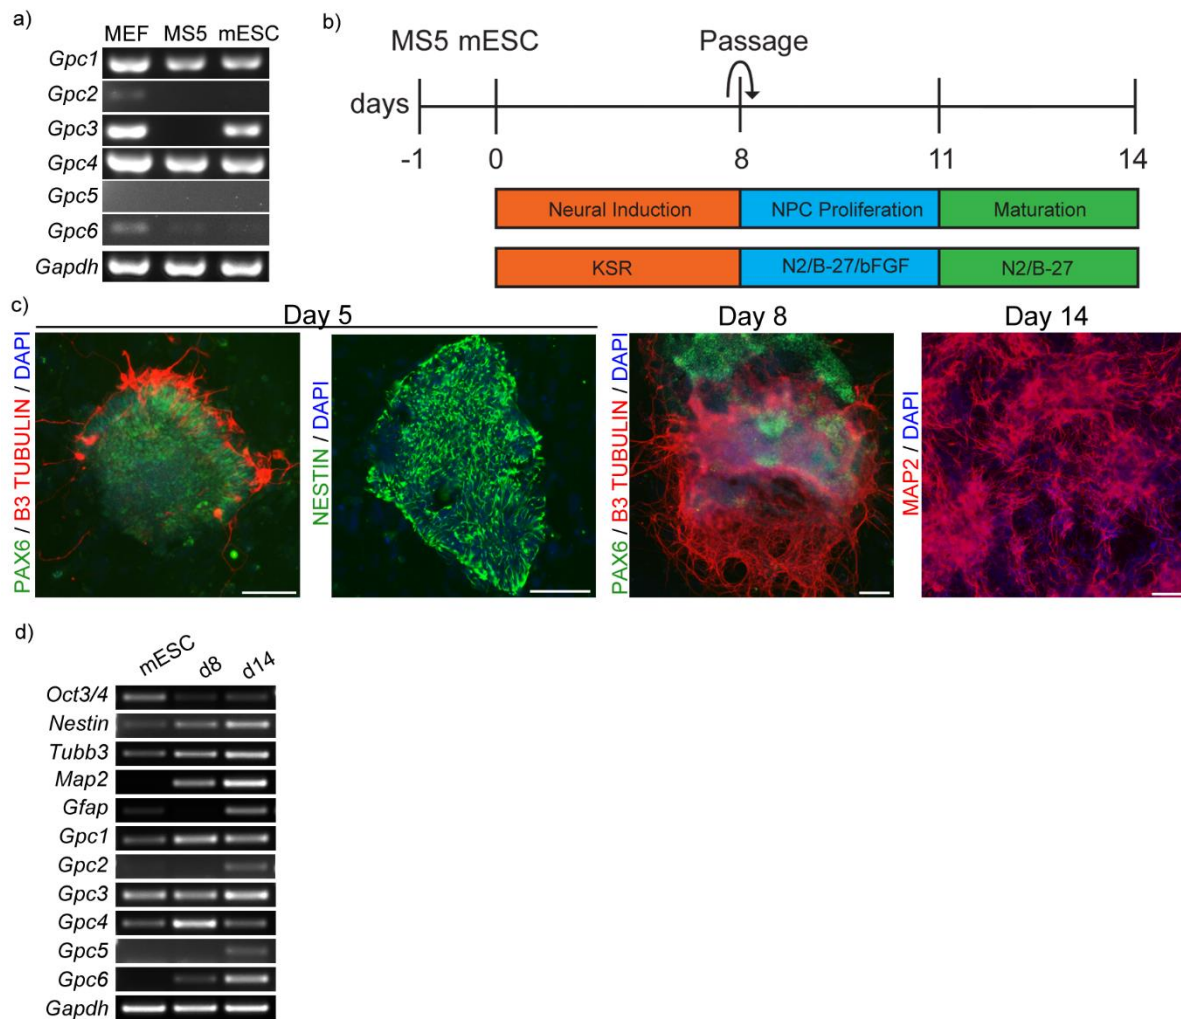 a)
MEF MS5 mESC
Gpc1
Gpc2
Gpc3
Gpc4
Gpc5
Gpc6
Gapdh
b)
MS5 mESC Passage
days
-1 0 8 11 14
Neural Induction NPC Proliferation Maturation
KSR N2/B-27/bFGF N2/B-27
c)
Day 5 Day 8 Day 14
PAX6 / B3 TUBULIN / DAPI
NESTIN / DAPI
PAX6 / B3 TUBULIN / DAPI
MAP2 / DAPI
d)
mESC d8 d14
Oct3/4
Nestin
Tubb3
Map2
Gfap
Gpc1
Gpc2
Gpc3
Gpc4
Gpc5
Gpc6
Gapdh